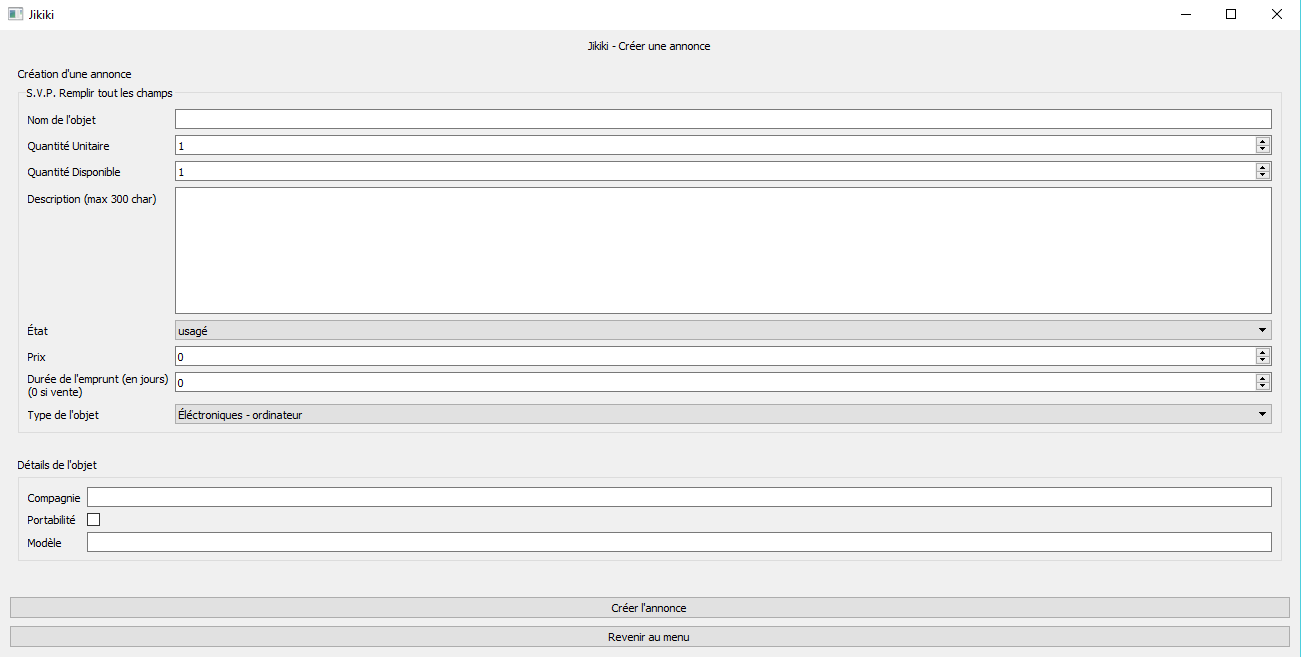 Jikiki
Jikiki - Créer une annonce
Création d'une annonce
S.V.P. Remplir tout les champs
Nom de l'objet
Quantité Unitaire
1
Quantité Disponible
1
Description (max 300 char)
État
usagé
Prix
0
Durée de l'emprunt (en jours)
(0 si vente)
0
Type de l'objet
Éléctroniques - ordinateur
Détails de l'objet
Compagnie
Portabilité
Modèle
Créer l'annonce
Revenir au menu